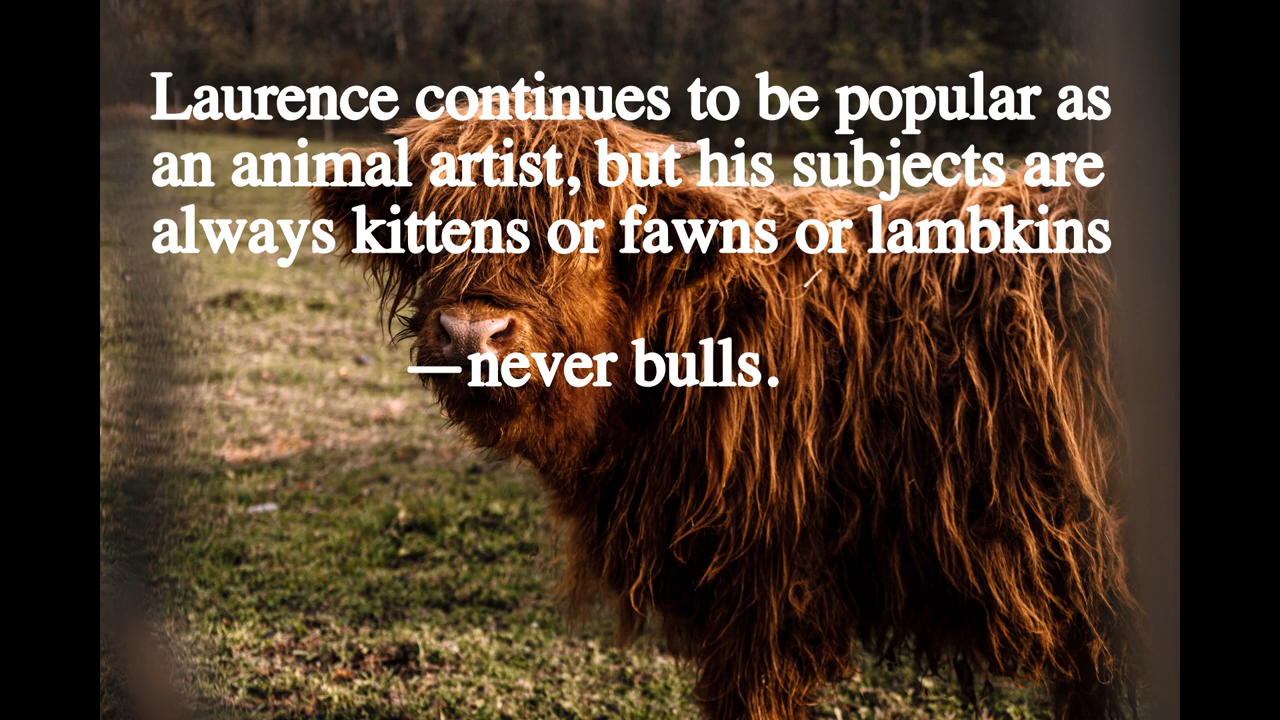 Laurence continues to be popular as
an animal artist, but his subjects are
always kittens or fawns or lambkins
—never bulls.